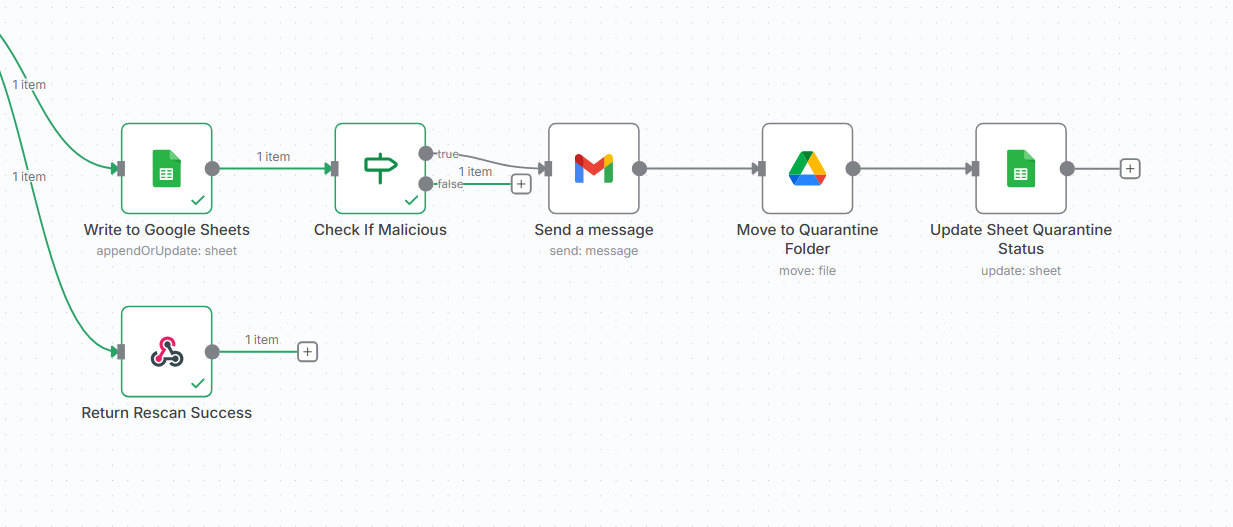 1 item
1 item
1 item
true
1 item
false
Write to Google Sheets
appendOrUpdate: sheet
Check If Malicious
Send a message
send: message
Move to Quarantine
Folder
move: file
Update Sheet Quarantine
Status
update: sheet
1 item
Return Rescan Success